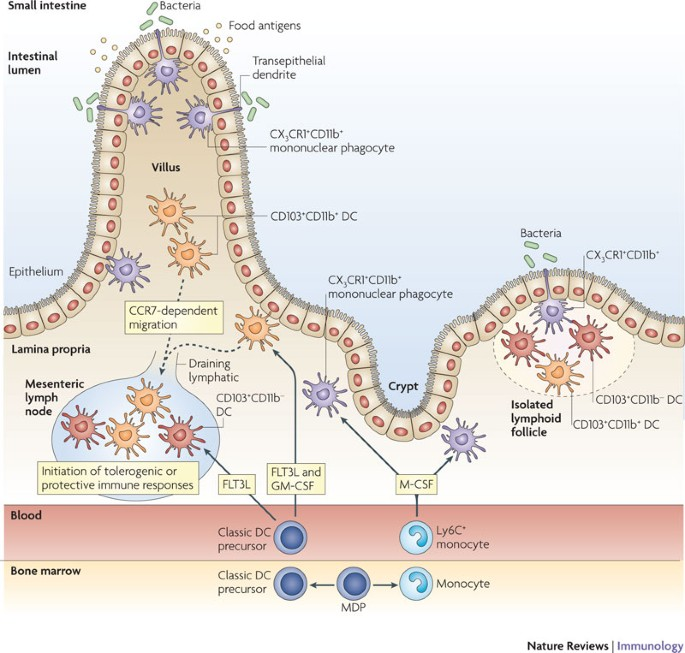 Small intestine
Bacteria
Food antigens
Intestinal
lumen
Transepithelial
dendrite
CX₃CR1⁺CD11b⁺
mononuclear phagocyte
Villus
CD103⁺CD11b⁺ DC
Bacteria
CX₃CR1⁺CD11b⁺
Epithelium
CX₃CR1⁺CD11b⁺
mononuclear phagocyte
CCR7-dependent
migration
Lamina propria
Draining
lymphatic
Mesenteric
lymph
node
CD103⁺CD11b⁻
DC
Crypt
Isolated
lymphoid
follicle
CD103⁺CD11b⁻ DC
CD103⁺CD11b⁺ DC
Initiation of tolerogenic or
protective immune responses
FLT3L
FLT3L and
GM-CSF
M-CSF
Blood
Classic DC
precursor
Ly6C⁺
monocyte
Bone marrow
Classic DC
precursor
MDP
Monocyte
Nature Reviews | Immunology